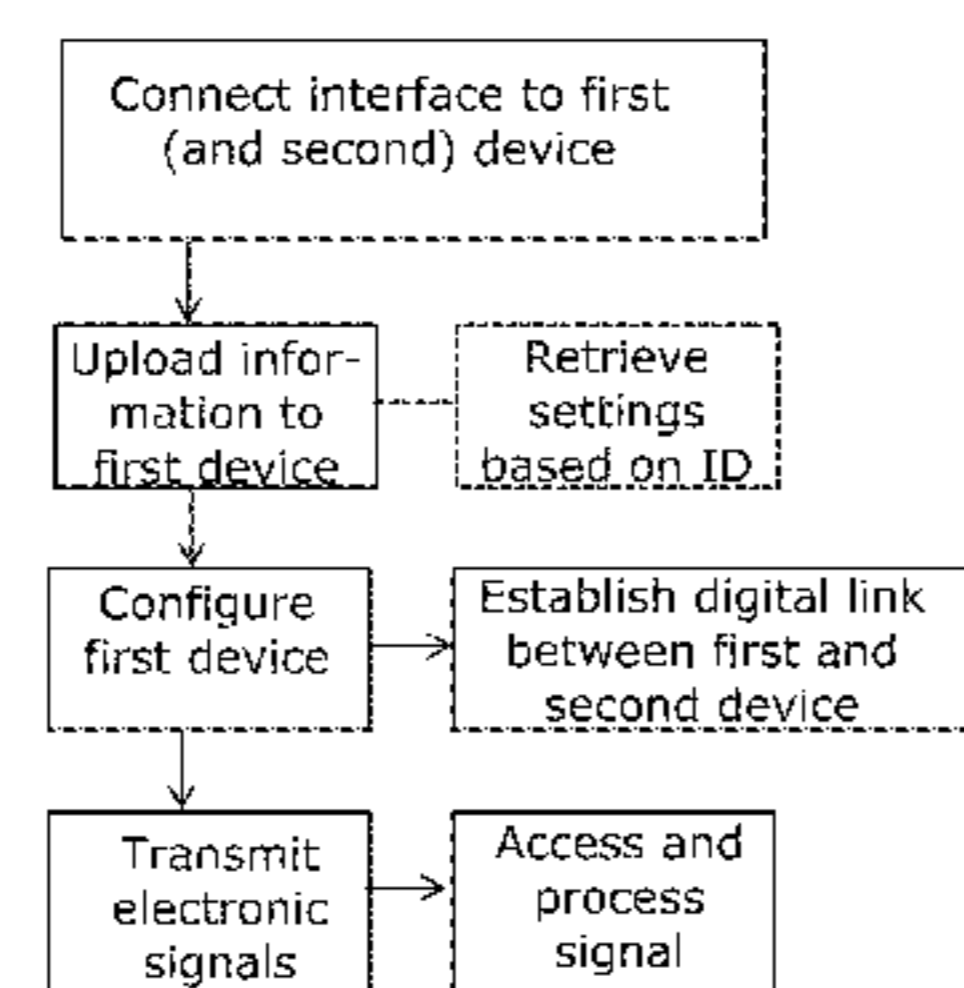 Connect interface to first
(and second) device
Upload infor-
mation to
first device
Retrieve
settings
based on ID
Configure
first device
Establish digital link
between first and
second device
Transmit
electronic
signals
Access and
process
signal